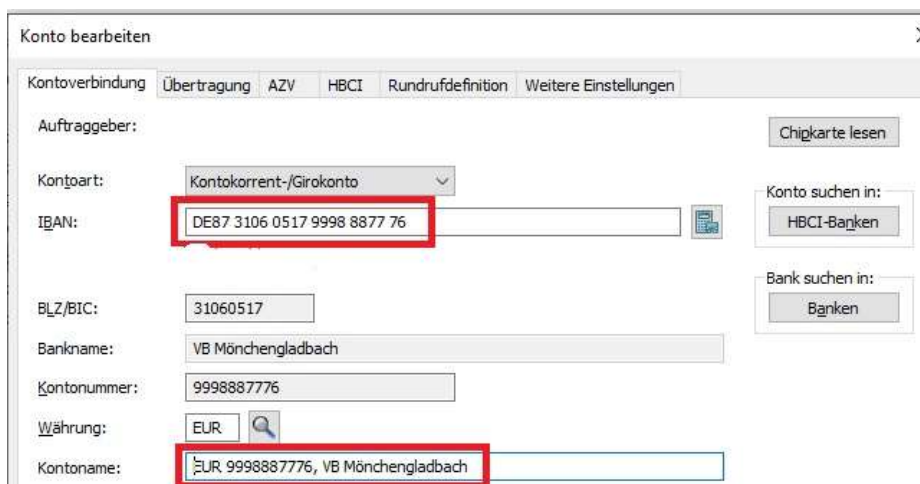 Konto bearbeiten
Kontoverbindung Übertragung AZV HBCI Rundrufdefinition Weitere Einstellungen
Auftraggeber:
Chipkarte lesen
Kontoart: Kontokorrent-/Girokonto
Konto suchen in:
IBAN: DE87 3106 0517 9998 8877 76
HBCI-Banken
Bank suchen in:
BLZ/BIC: 31060517
Banken
Bankname: VB Mönchengladbach
Kontonummer: 9998887776
Währung: EUR
Kontoname: EUR 9998887776, VB Mönchengladbach